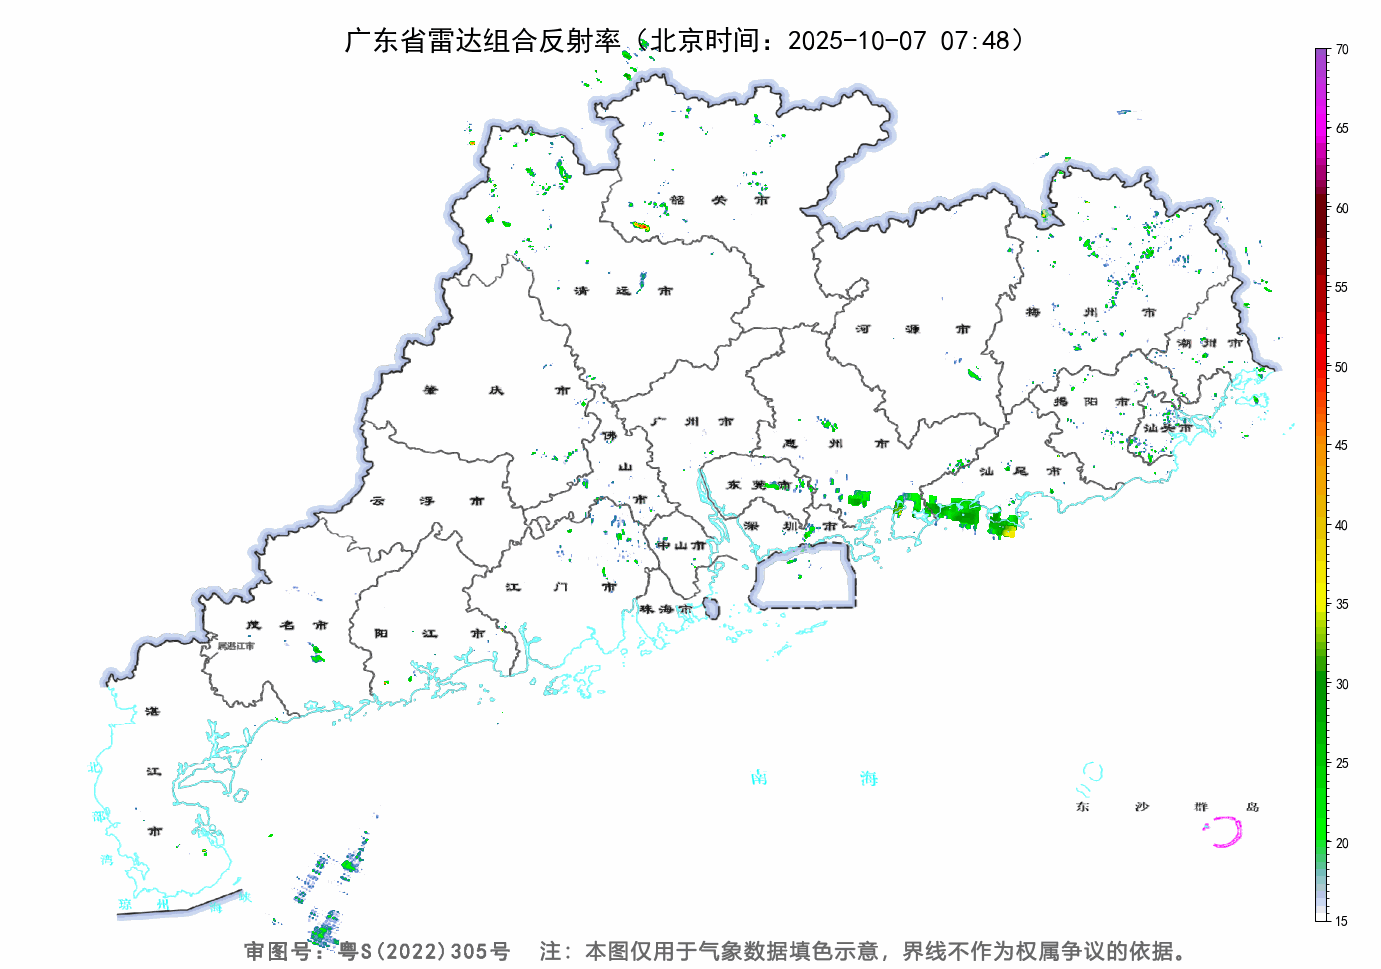 广东省雷达组合反射率（北京时间：2025-10-07 07:48）
70
65
60
55
50
45
40
35
30
25
20
15
韶关市
清远市
河源市
梅州市
潮州市
肇庆市
广州市
佛山市
惠州市
揭阳市
汕头市
汕尾市
云浮市
东莞市
深圳市
中山市
江门市
珠海市
茂名市
属湛江市
阳江市
湛江市
南海
东沙群岛
北部湾
琼州海峡
审图号：粤S(2022)305号 注：本图仅用于气象数据填色示意，界线不作为权属争议的依据。